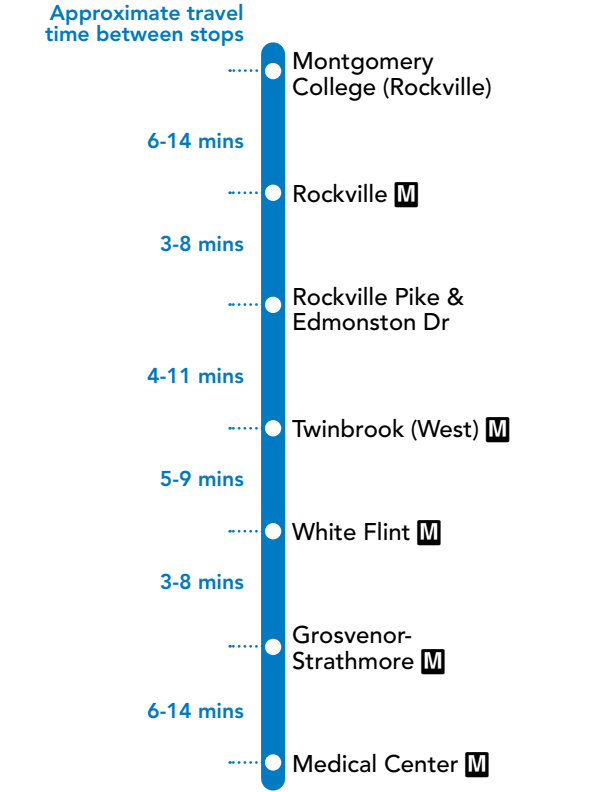 Approximate travel
time between stops
Montgomery
College (Rockville)
6-14 mins
Rockville M
3-8 mins
Rockville Pike &
Edmonston Dr
4-11 mins
Twinbrook (West) M
5-9 mins
White Flint M
3-8 mins
Grosvenor-
Strathmore M
6-14 mins
Medical Center M